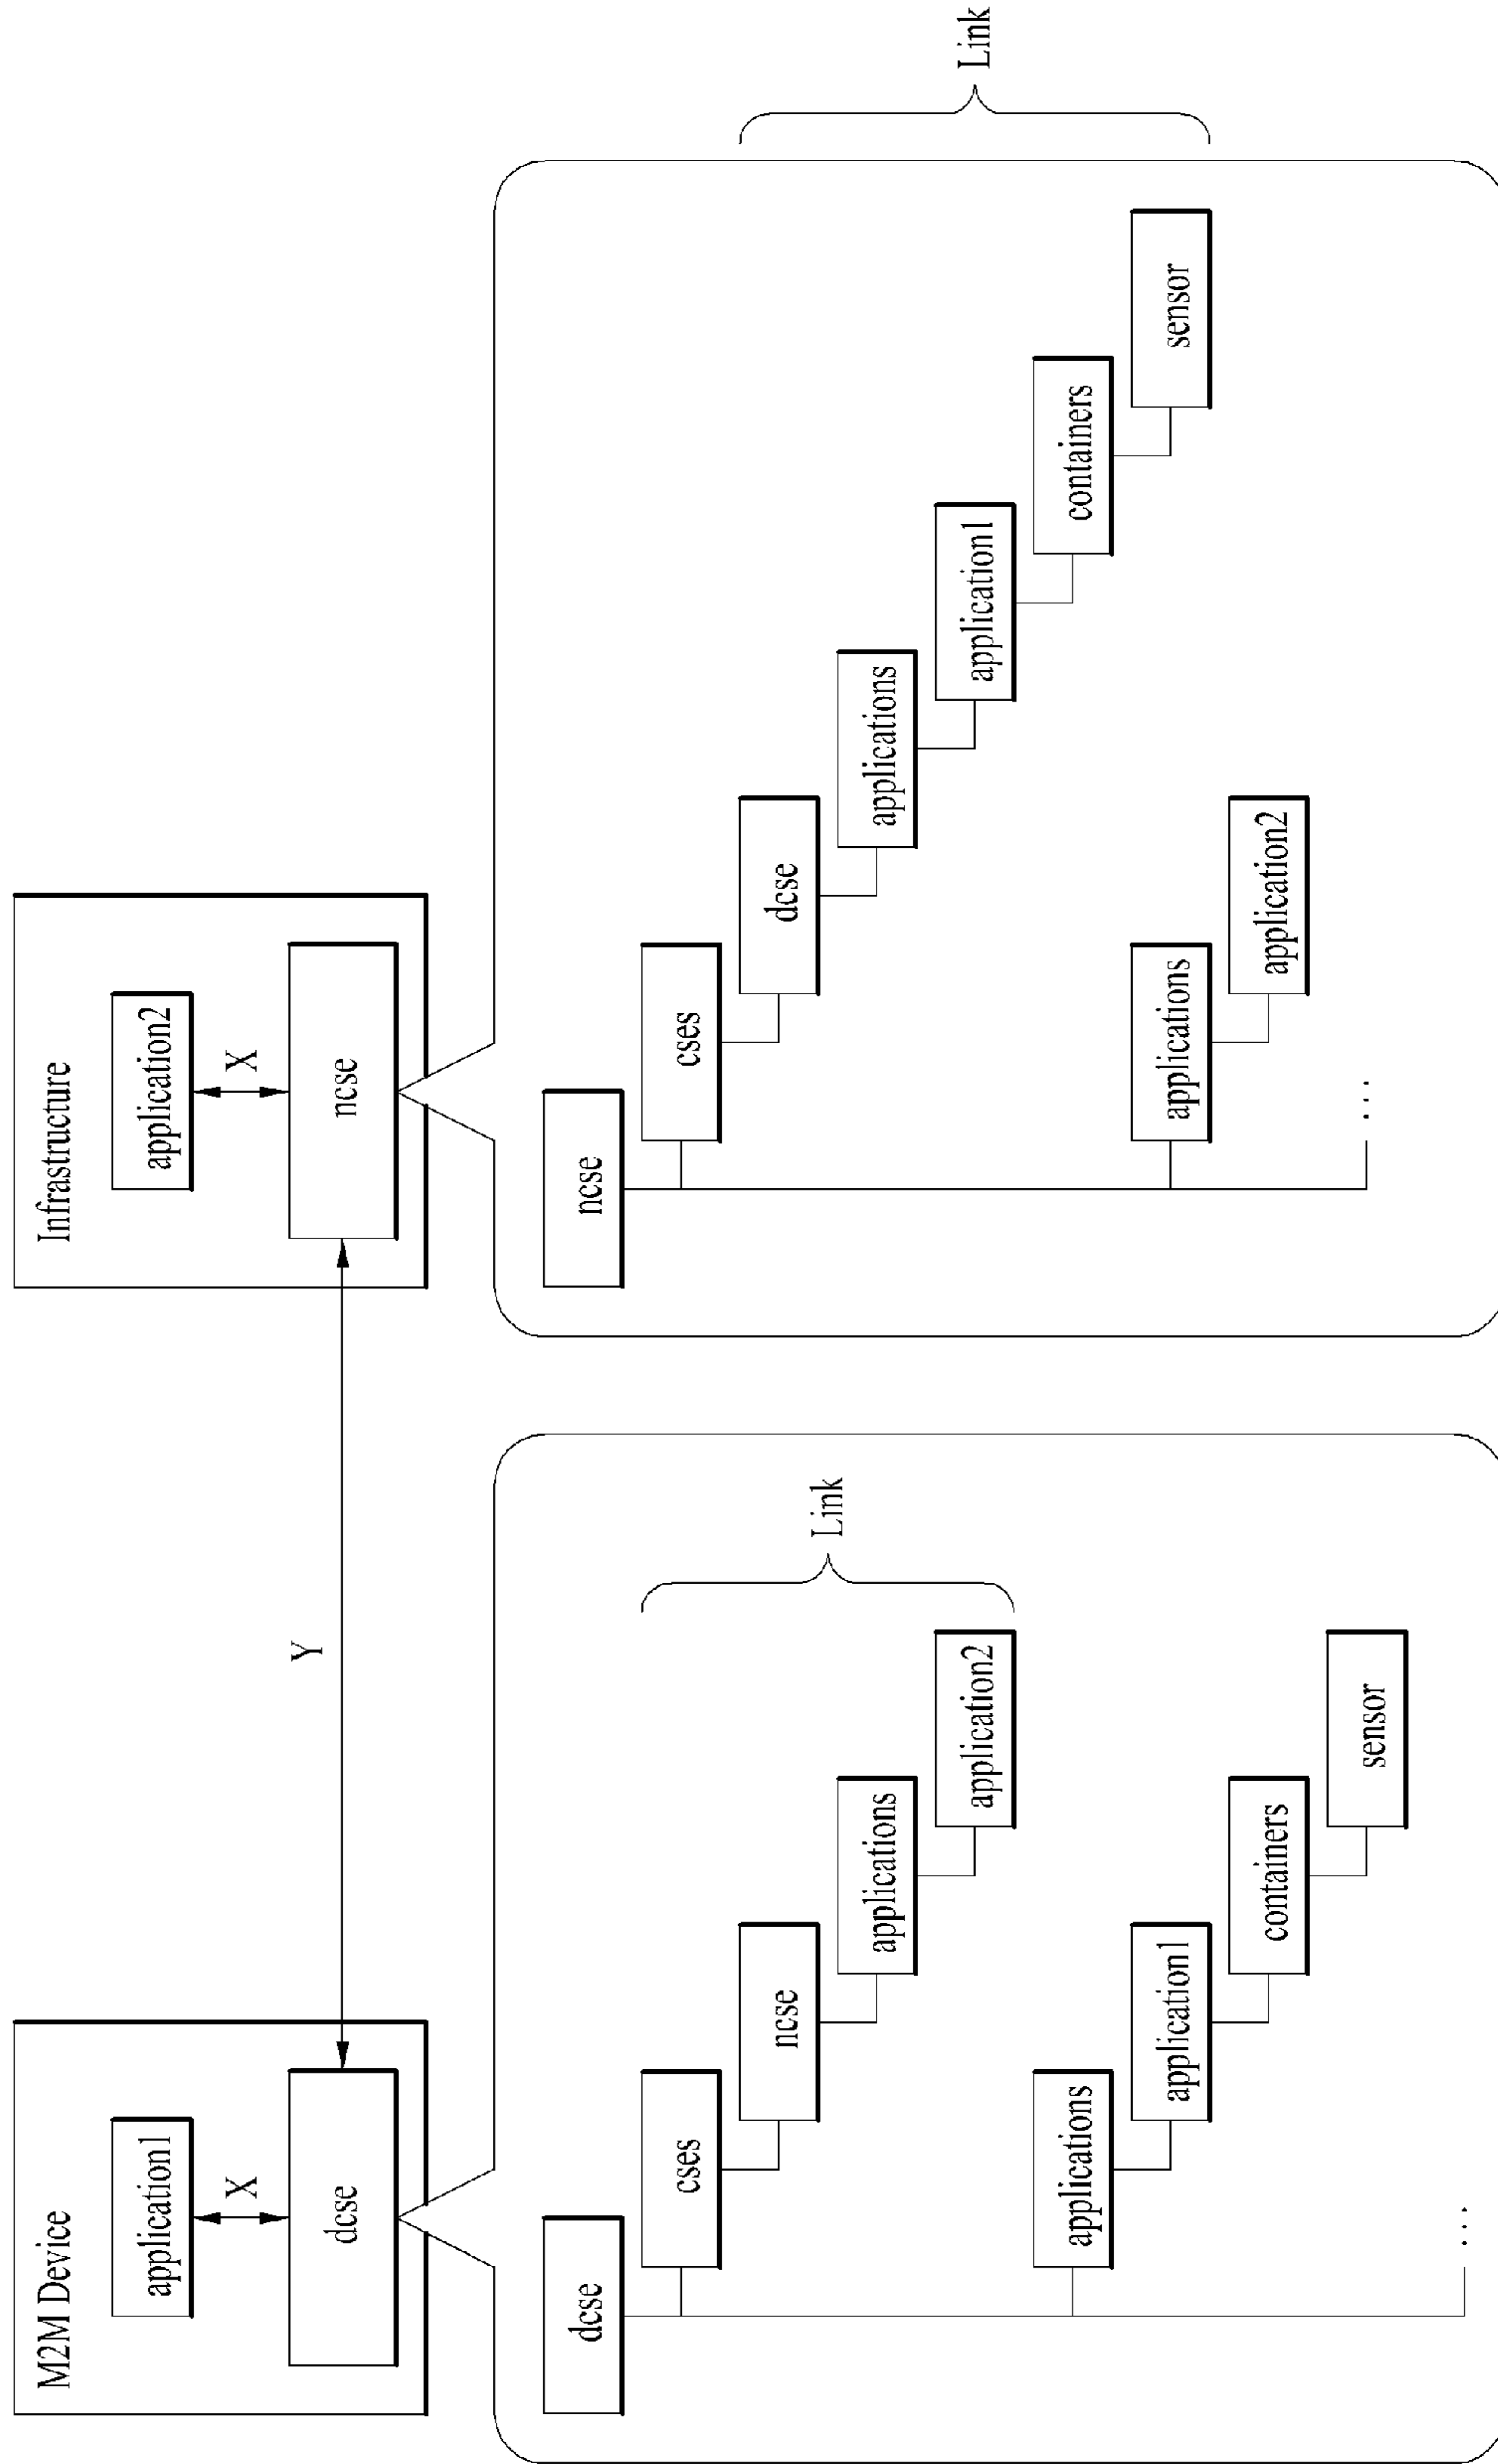 M2M Device
application1
X
dcse
Y
Infrastructure
application2
X
ncse
dcse
cses
ncse
applications
application2
Link
applications
application1
containers
sensor
...
ncse
cses
dcse
applications
application1
containers
sensor
Link
applications
application2
...